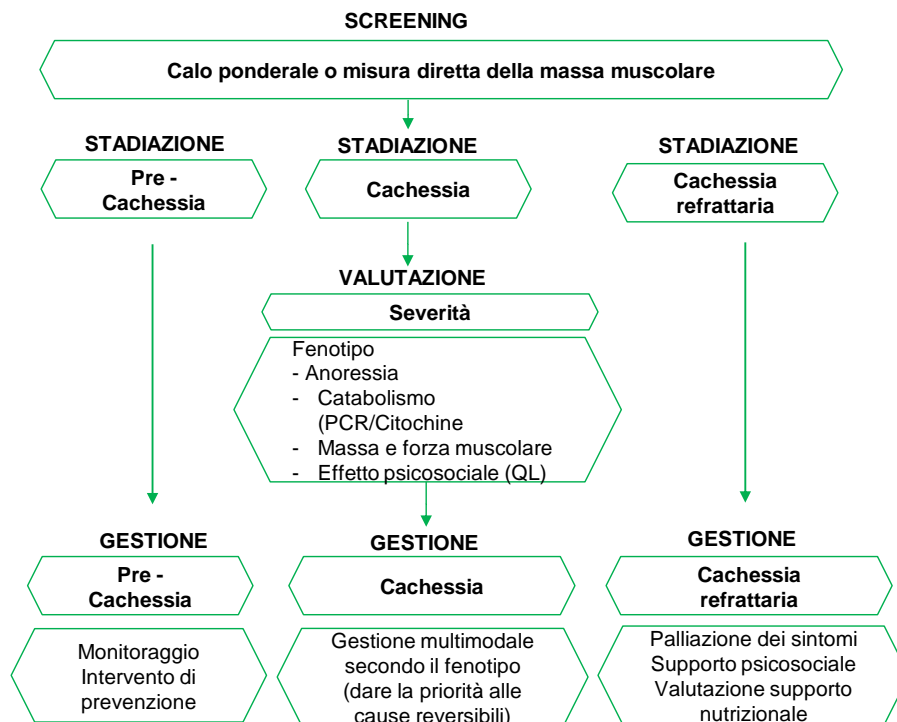 SCREENING
Calo ponderale o misura diretta della massa muscolare
STADIAZIONE
Pre -
Cachessia
STADIAZIONE
Cachessia
STADIAZIONE
Cachessia
refrattaria
VALUTAZIONE
Severità
Fenotipo
- Anoressia
- Catabolismo
(PCR/Citochine
- Massa e forza muscolare
- Effetto psicosociale (QL)
GESTIONE
Pre -
Cachessia
Monitoraggio
Intervento di
prevenzione
GESTIONE
Cachessia
Gestione multimodale
secondo il fenotipo
(dare la priorità alle
cause reversibili)
GESTIONE
Cachessia
refrattaria
Palliazione dei sintomi
Supporto psicosociale
Valutazione supporto
nutrizionale